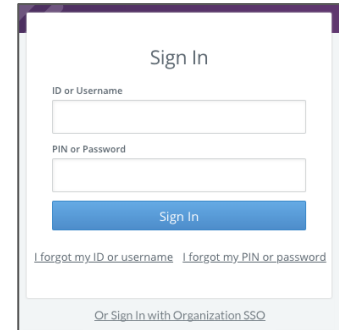 Sign In
ID or Username
PIN or Password
Sign In
I forgot my ID or username I forgot my PIN or password
Or Sign In with Organization SSO